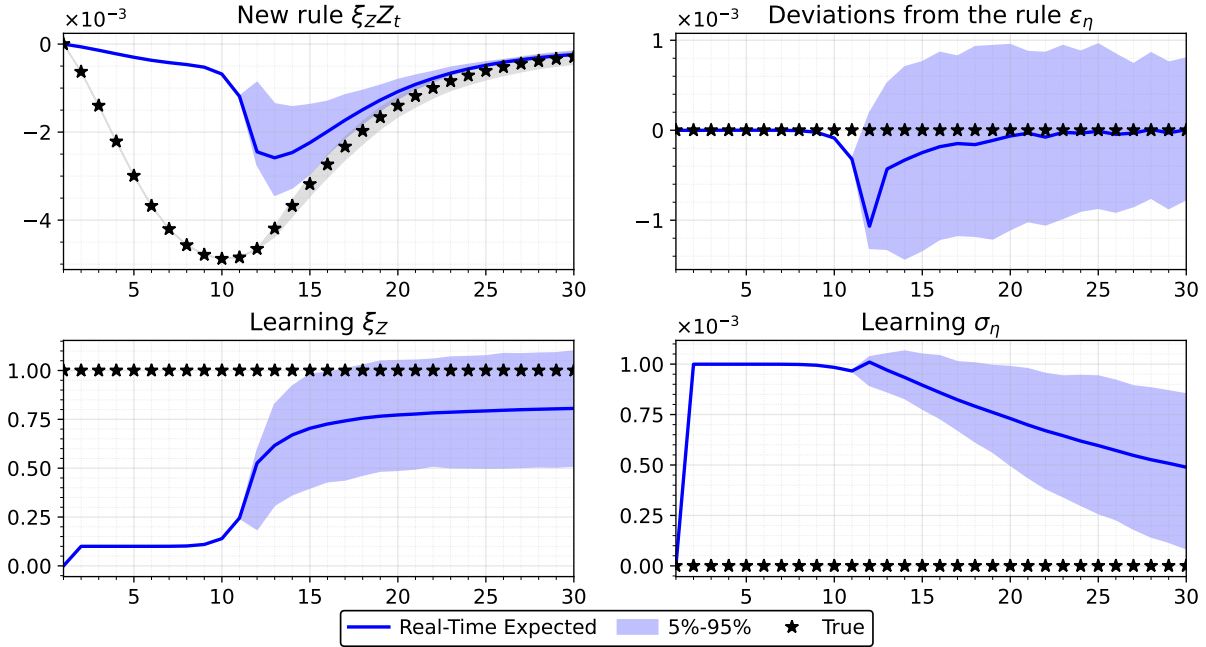 New rule ξ_Z Z_t
×10⁻³
0
−2
−4
5 10 15 20 25 30
Deviations from the rule ε_η
×10⁻³
1
0
−1
5 10 15 20 25 30
Learning ξ_Z
1.00
0.75
0.50
0.25
0.00
5 10 15 20 25 30
Learning σ_η
×10⁻³
1.00
0.75
0.50
0.25
0.00
5 10 15 20 25 30
Real-Time Expected 5%-95% True